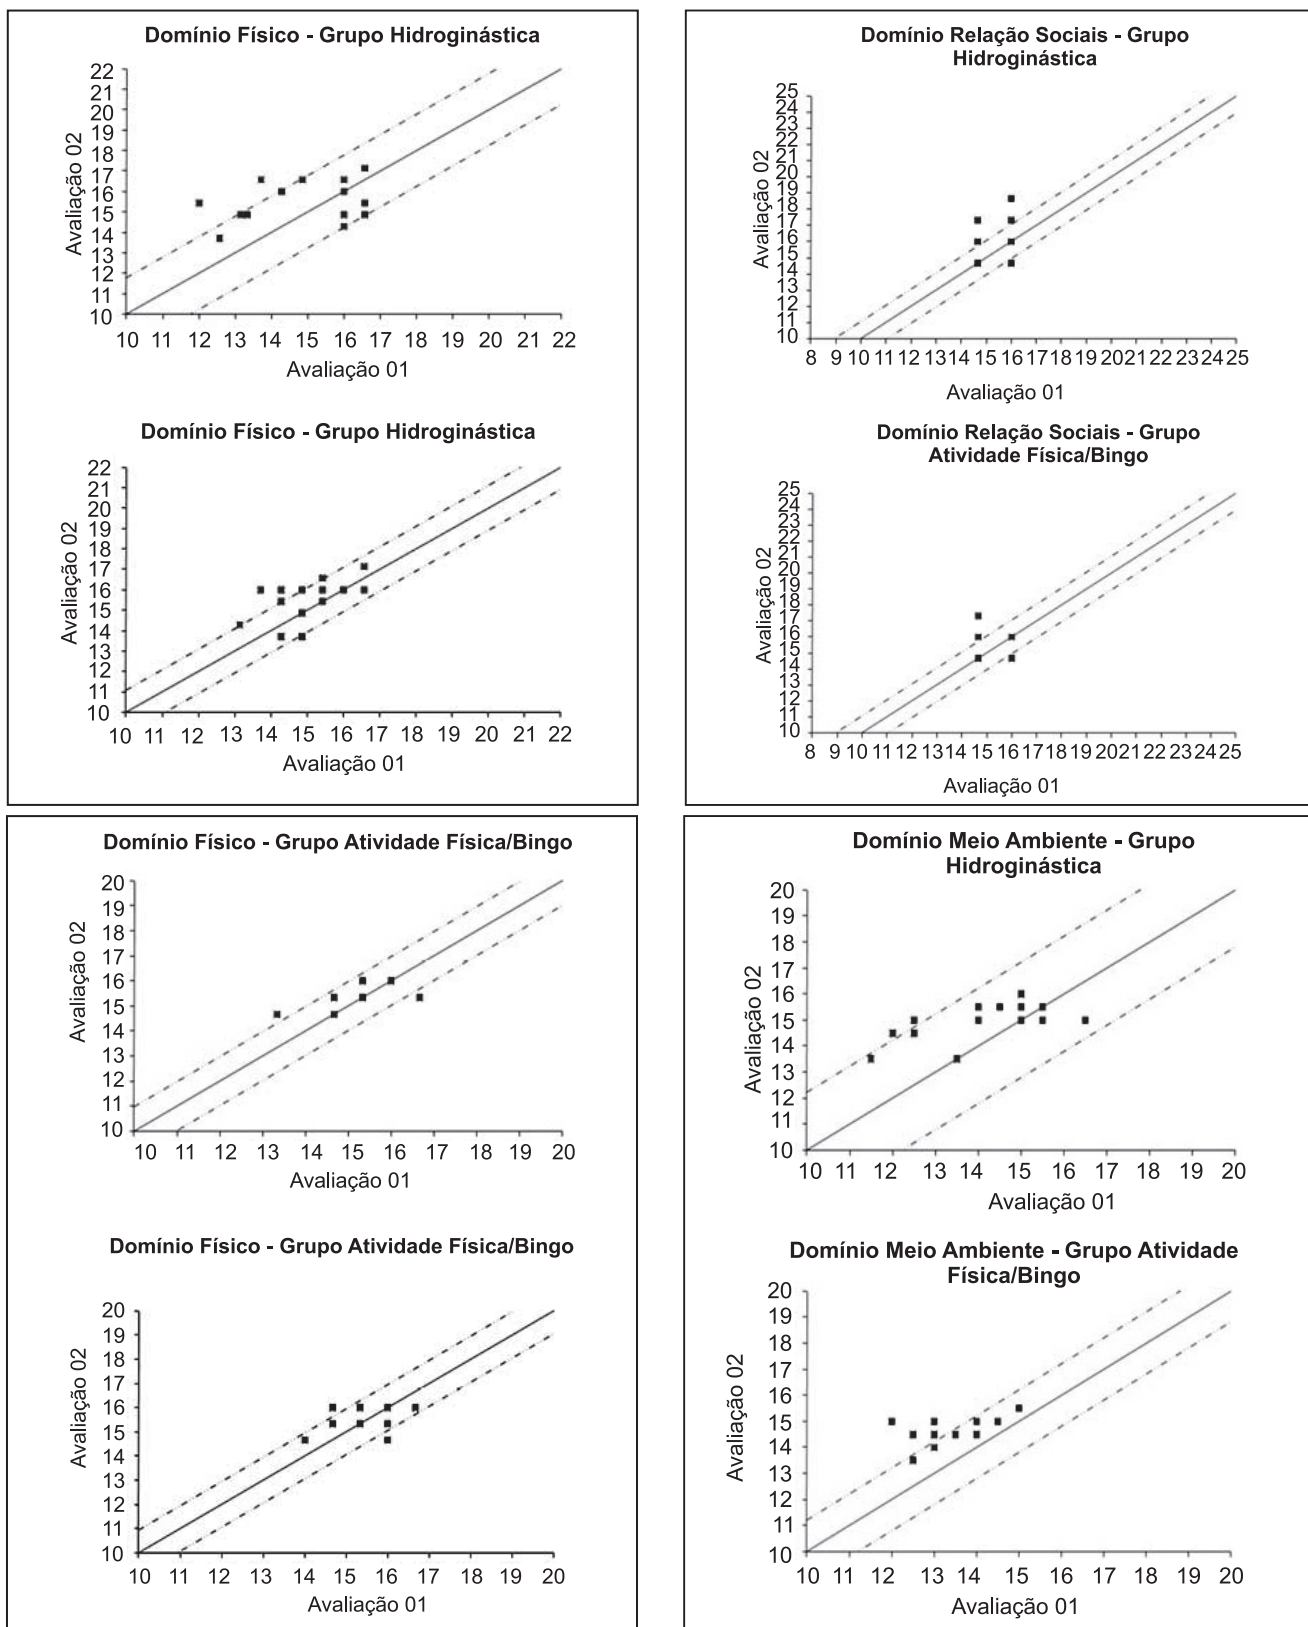 Domínio Físico - Grupo Hidroginástica
22
21
20
19
18
17
16
15
14
13
12
11
10
Avaliação 02
10 11 12 13 14 15 16 17 18 19 20 21 22
Avaliação 01
Domínio Físico - Grupo Hidroginástica
22
21
20
19
18
17
16
15
14
13
12
11
10
Avaliação 02
10 11 12 13 14 15 16 17 18 19 20 21 22
Avaliação 01
Domínio Relação Sociais - Grupo
Hidroginástica
25
24
23
22
21
20
19
18
17
16
15
14
13
12
11
10
Avaliação 02
8 9 10 11 12 13 14 15 16 17 18 19 20 21 22 23 24 25
Avaliação 01
Domínio Relação Sociais - Grupo
Atividade Física/Bingo
25
24
23
22
21
20
19
18
17
16
15
14
13
12
11
10
Avaliação 02
8 9 10 11 12 13 14 15 16 17 18 19 20 21 22 23 24 25
Avaliação 01
Domínio Físico - Grupo Atividade Física/Bingo
20
19
18
17
16
15
14
13
12
11
10
Avaliação 02
10 11 12 13 14 15 16 17 18 19 20
Avaliação 01
Domínio Físico - Grupo Atividade Física/Bingo
20
19
18
17
16
15
14
13
12
11
10
Avaliação 02
10 11 12 13 14 15 16 17 18 19 20
Avaliação 01
Domínio Meio Ambiente - Grupo
Hidroginástica
20
19
18
17
16
15
14
13
12
11
10
Avaliação 02
10 11 12 13 14 15 16 17 18 19 20
Avaliação 01
Domínio Meio Ambiente - Grupo Atividade
Física/Bingo
20
19
18
17
16
15
14
13
12
11
10
Avaliação 02
10 11 12 13 14 15 16 17 18 19 20
Avaliação 01